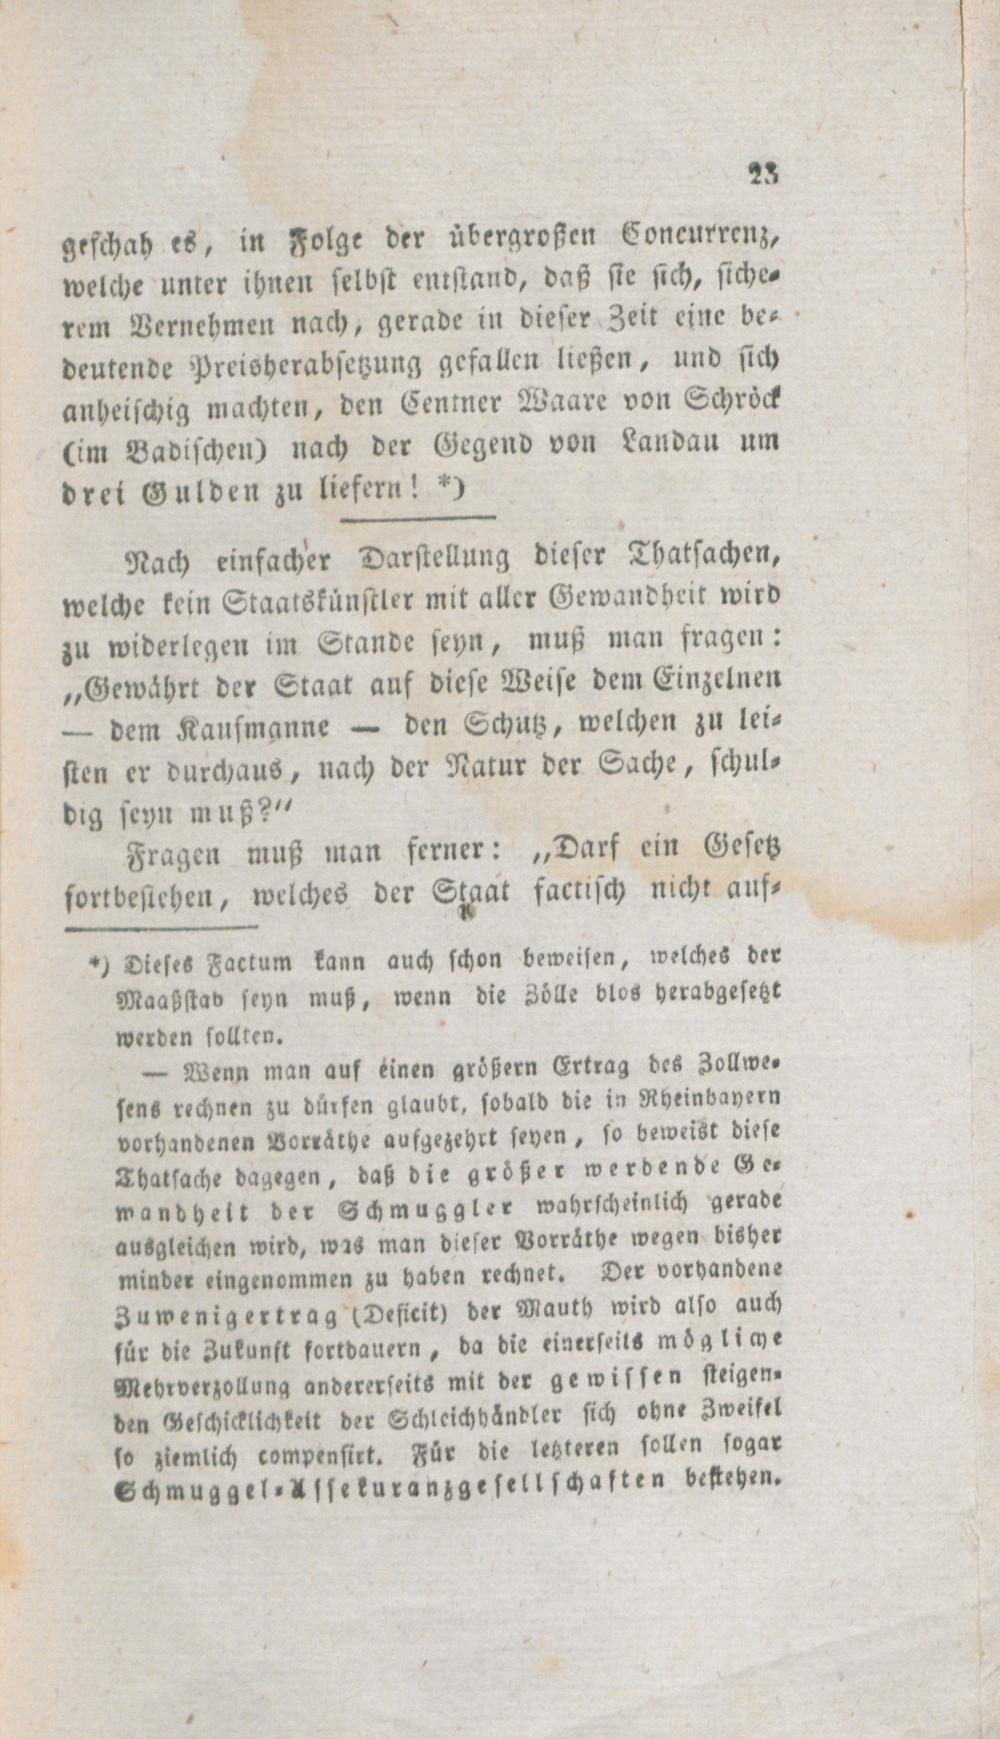 23
geschah es, in Folge der übergroßen Concurrenz,
welche unter ihnen selbst entstand, daß sie sich, siche-
rem Vernehmen nach, gerade in dieser Zeit eine be-
deutende Preisherabsetzung gefallen ließen, und sich
anheischig machten, den Centner Waare von Schröck
(im Badischen) nach der Gegend von Landau um
drei Gulden zu liefern! *)
Nach einfacher Darstellung dieser Thatsachen,
welche kein Staatskünstler mit aller Gewandheit wird
zu widerlegen im Stande seyn, muß man fragen:
„Gewährt der Staat auf diese Weise dem Einzelnen
— dem Kaufmanne — den Schutz, welchen zu lei-
sten er durchaus, nach der Natur der Sache, schul-
dig seyn muß?“
Fragen muß man ferner: „Darf ein Gesetz
fortbestehen, welches der Staat factisch nicht auf-
*) Dieses Factum kann auch schon beweisen, welches der
Maaßstab seyn muß, wenn die Zölle blos herabgesetzt
werden sollten.
— Wenn man auf einen größern Ertrag des Zollwe-
sens rechnen zu dürfen glaubt, sobald die in Rheinbayern
vorhandenen Vorräthe aufgezehrt seyen, so beweist diese
Thatsache dagegen, daß die größer werdende Ge-
wandheit der Schmuggler wahrscheinlich gerade
ausgleichen wird, was man dieser Vorräthe wegen bisher
minder eingenommen zu haben rechnet. Der vorhandene
Zuwenigertrag (Deficit) der Mauth wird also auch
für die Zukunft fortdauern, da die einerseits mögliche
Mehrverzollung andererseits mit der gewissen steigen-
den Geschicklichkeit der Schleichhändler sich ohne Zweifel
so ziemlich compensirt. Für die letzteren sollen sogar
Schmuggel-Assekuranzgesellschaften bestehen.